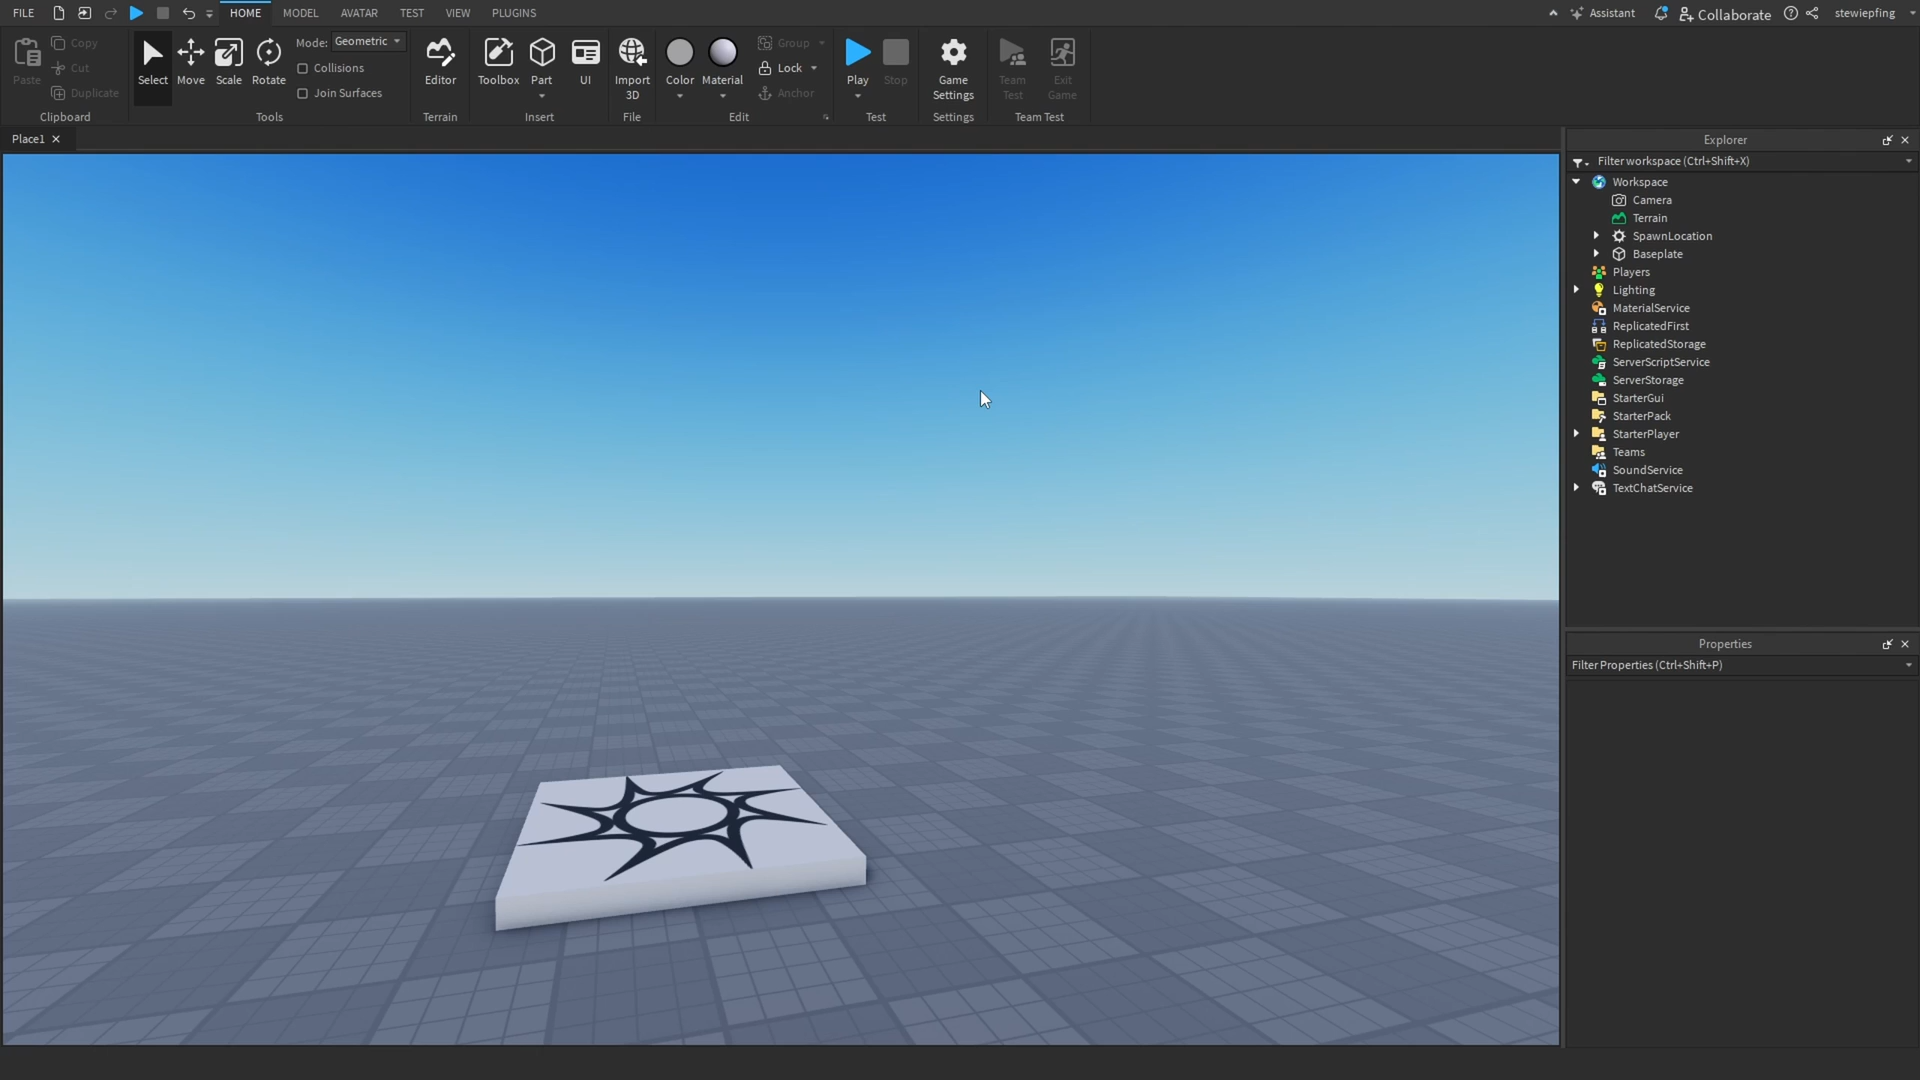 FILE
HOME
MODEL
AVATAR
TEST
VIEW
PLUGINS
Assistant
Collaborate
stewiepfing
Paste
Copy
Cut
Duplicate
Clipboard
Select
Move
Scale
Rotate
Mode: Geometric
Collisions
Join Surfaces
Tools
Editor
Terrain
Toolbox
Part
UI
Insert
Import
3D
File
Color
Material
Group
Lock
Anchor
Edit
Play
Stop
Test
Game
Settings
Settings
Team
Test
Exit
Game
Team Test
Place1
Explorer
Filter workspace (Ctrl+Shift+X)
Workspace
Camera
Terrain
SpawnLocation
Baseplate
Players
Lighting
MaterialService
ReplicatedFirst
ReplicatedStorage
ServerScriptService
ServerStorage
StarterGui
StarterPack
StarterPlayer
Teams
SoundService
TextChatService
Properties
Filter Properties (Ctrl+Shift+P)